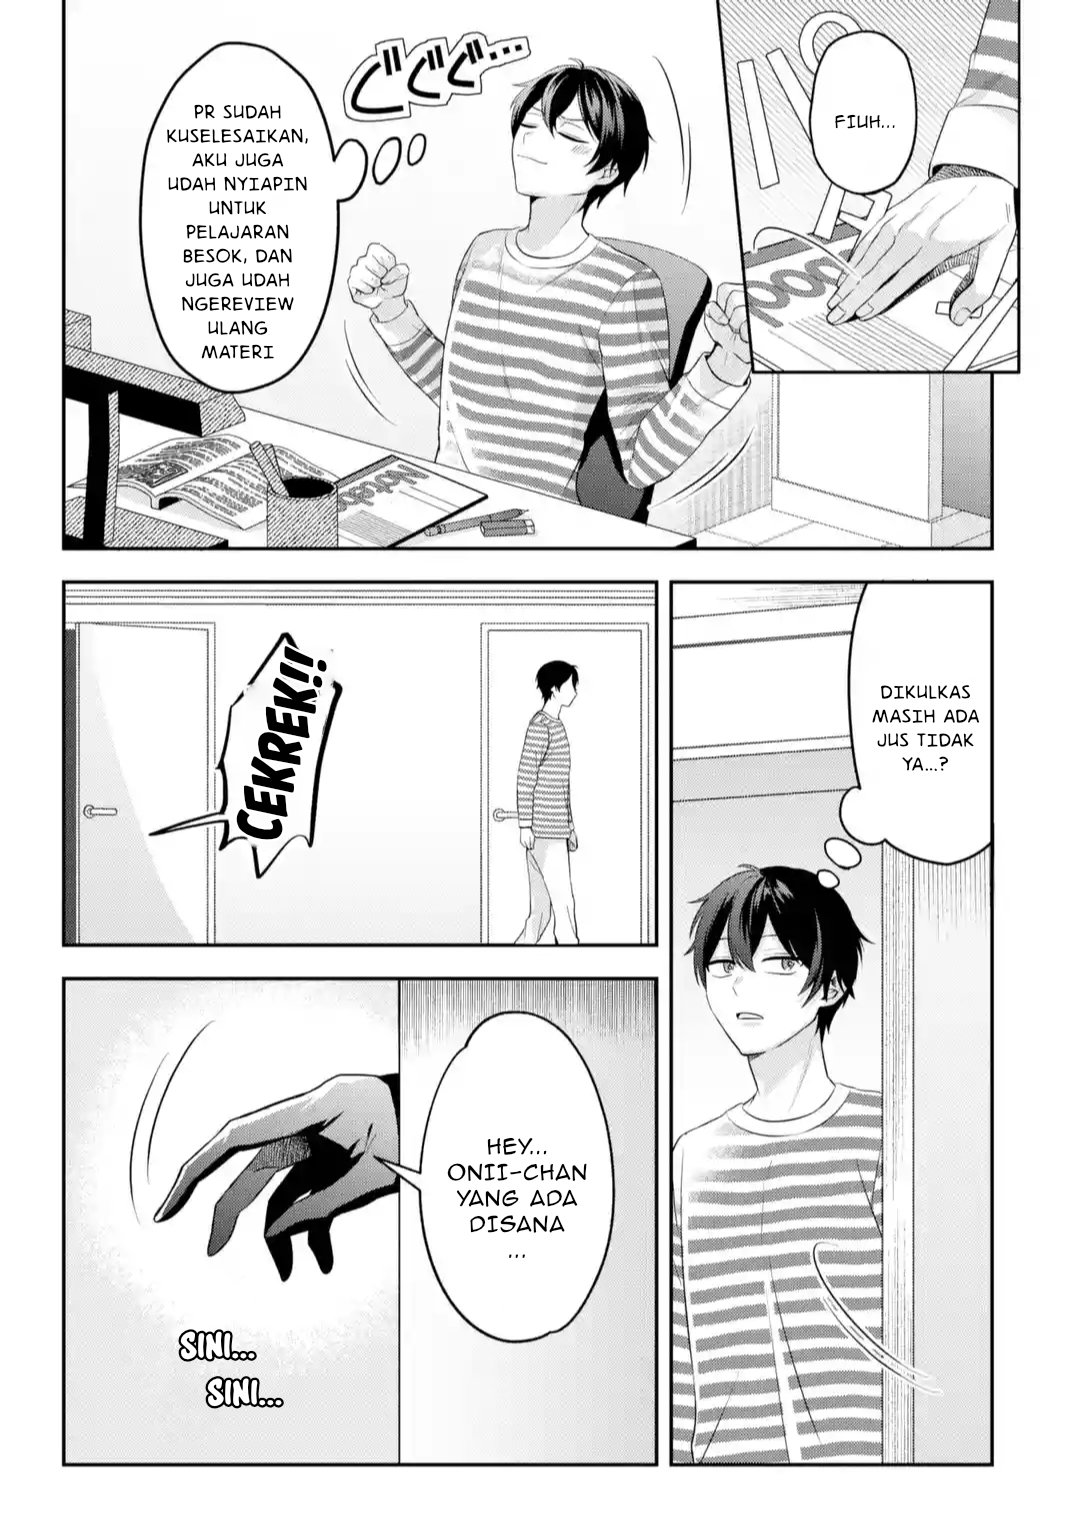 FIUH...
ぐぐぐ...
PR SUDAH
KUSELESAIKAN,
AKU JUGA
UDAH NYIAPIN
UNTUK
PELAJARAN
BESOK, DAN
JUGA UDAH
NGEREVIEW
ULANG
MATERI
DIKULKAS
MASIH ADA
JUS TIDAK
YA...?
CEKREK!!
HEY...
ONII-CHAN
YANG ADA
DISANA
...
SINI...
SINI...